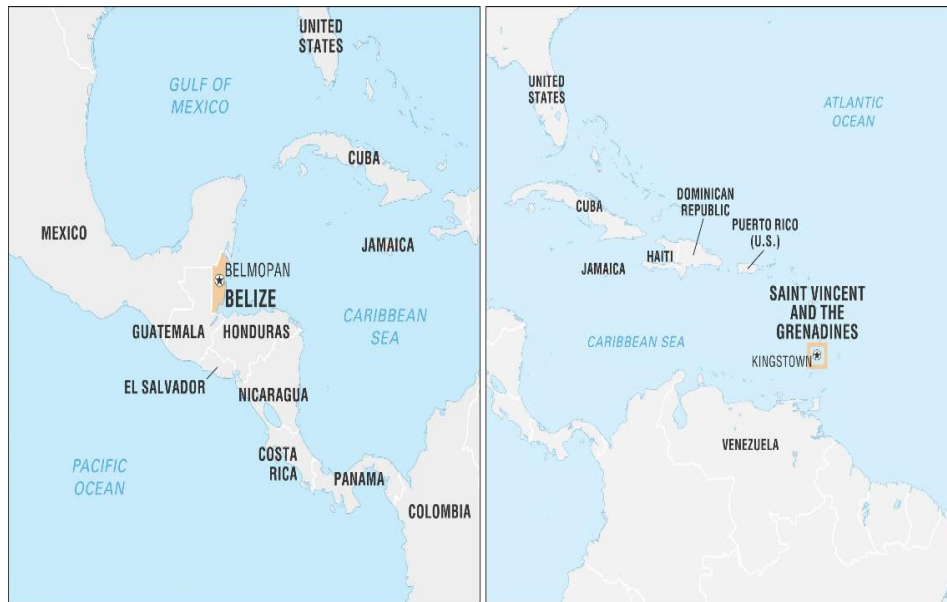 UNITED
STATES
GULF OF
MEXICO
CUBA
MEXICO
JAMAICA
BELMOPAN
BELIZE
CARIBBEAN
SEA
GUATEMALA
HONDURAS
EL SALVADOR
NICARAGUA
COSTA
RICA
PANAMA
PACIFIC
OCEAN
COLOMBIA
UNITED
STATES
ATLANTIC
OCEAN
CUBA
DOMINICAN
REPUBLIC
PUERTO RICO
(U.S.)
HAITI
JAMAICA
SAINT VINCENT
AND THE
GRENADINES
CARIBBEAN SEA
KINGSTOWN
VENEZUELA